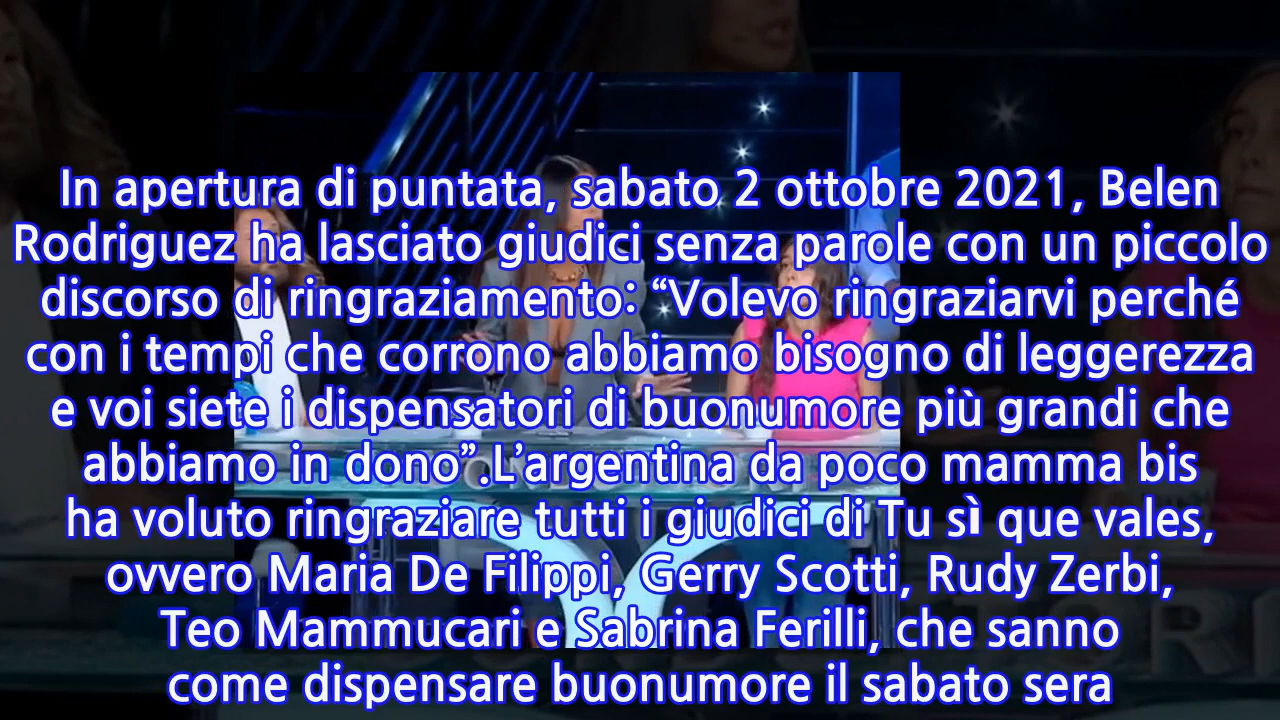 In apertura di puntata, sabato 2 ottobre 2021, Belen
Rodriguez ha lasciato giudici senza parole con un piccolo
discorso di ringraziamento: “Volevo ringraziarvi perché
con i tempi che corrono abbiamo bisogno di leggerezza
e voi siete i dispensatori di buonumore più grandi che
abbiamo in dono”.L’argentina da poco mamma bis
ha voluto ringraziare tutti i giudici di Tu sì que vales,
ovvero Maria De Filippi, Gerry Scotti, Rudy Zerbi,
Teo Mammucari e Sabrina Ferilli, che sanno
come dispensare buonumore il sabato sera